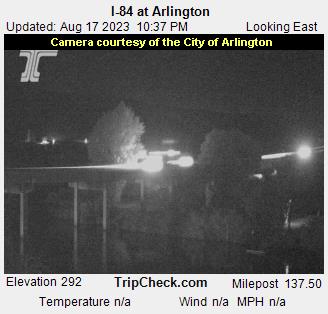 I-84 at Arlington
Updated: Aug 17 2023 10:37 PM Looking East
Camera courtesy of the City of Arlington
Elevation 292 TripCheck.com Milepost 137.50
Temperature n/a Wind n/a MPH n/a